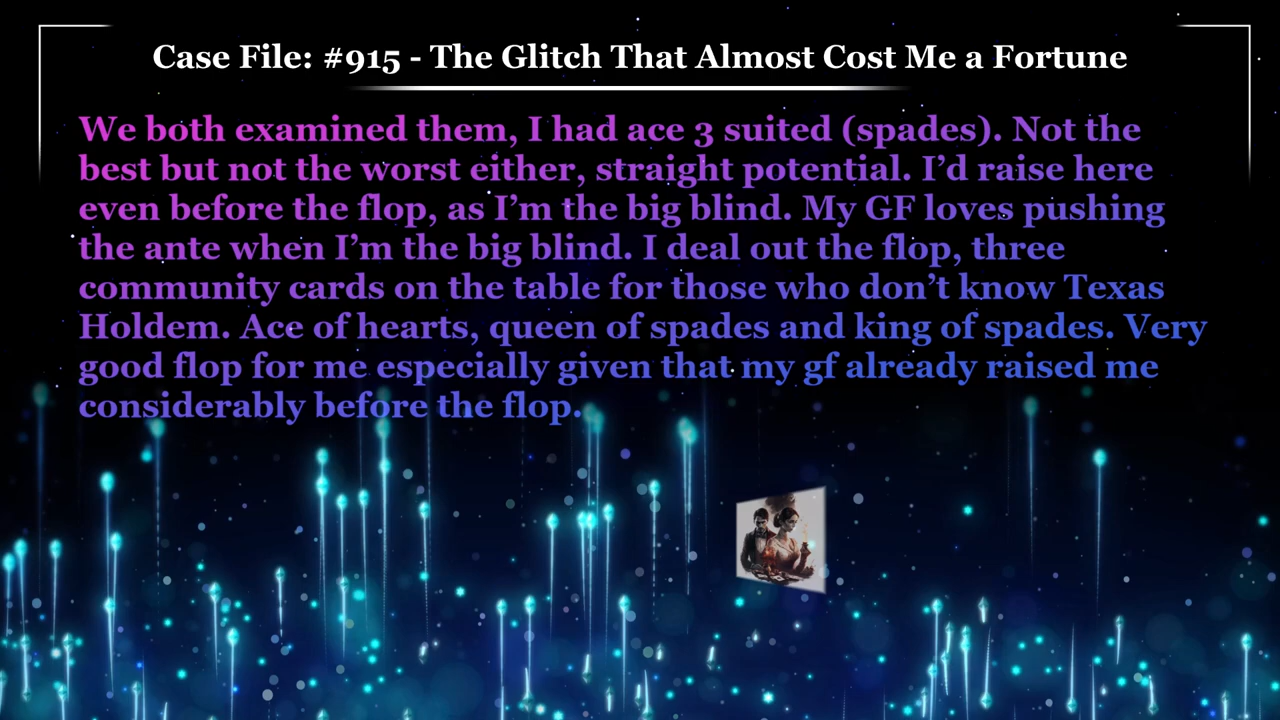 Case File: #915 - The Glitch That Almost Cost Me a Fortune
We both examined them, I had ace 3 suited (spades). Not the
best but not the worst either, straight potential. I’d raise here
even before the flop, as I’m the big blind. My GF loves pushing
the ante when I’m the big blind. I deal out the flop, three
community cards on the table for those who don’t know Texas
Holdem. Ace of hearts, queen of spades and king of spades. Very
good flop for me especially given that my gf already raised me
considerably before the flop.